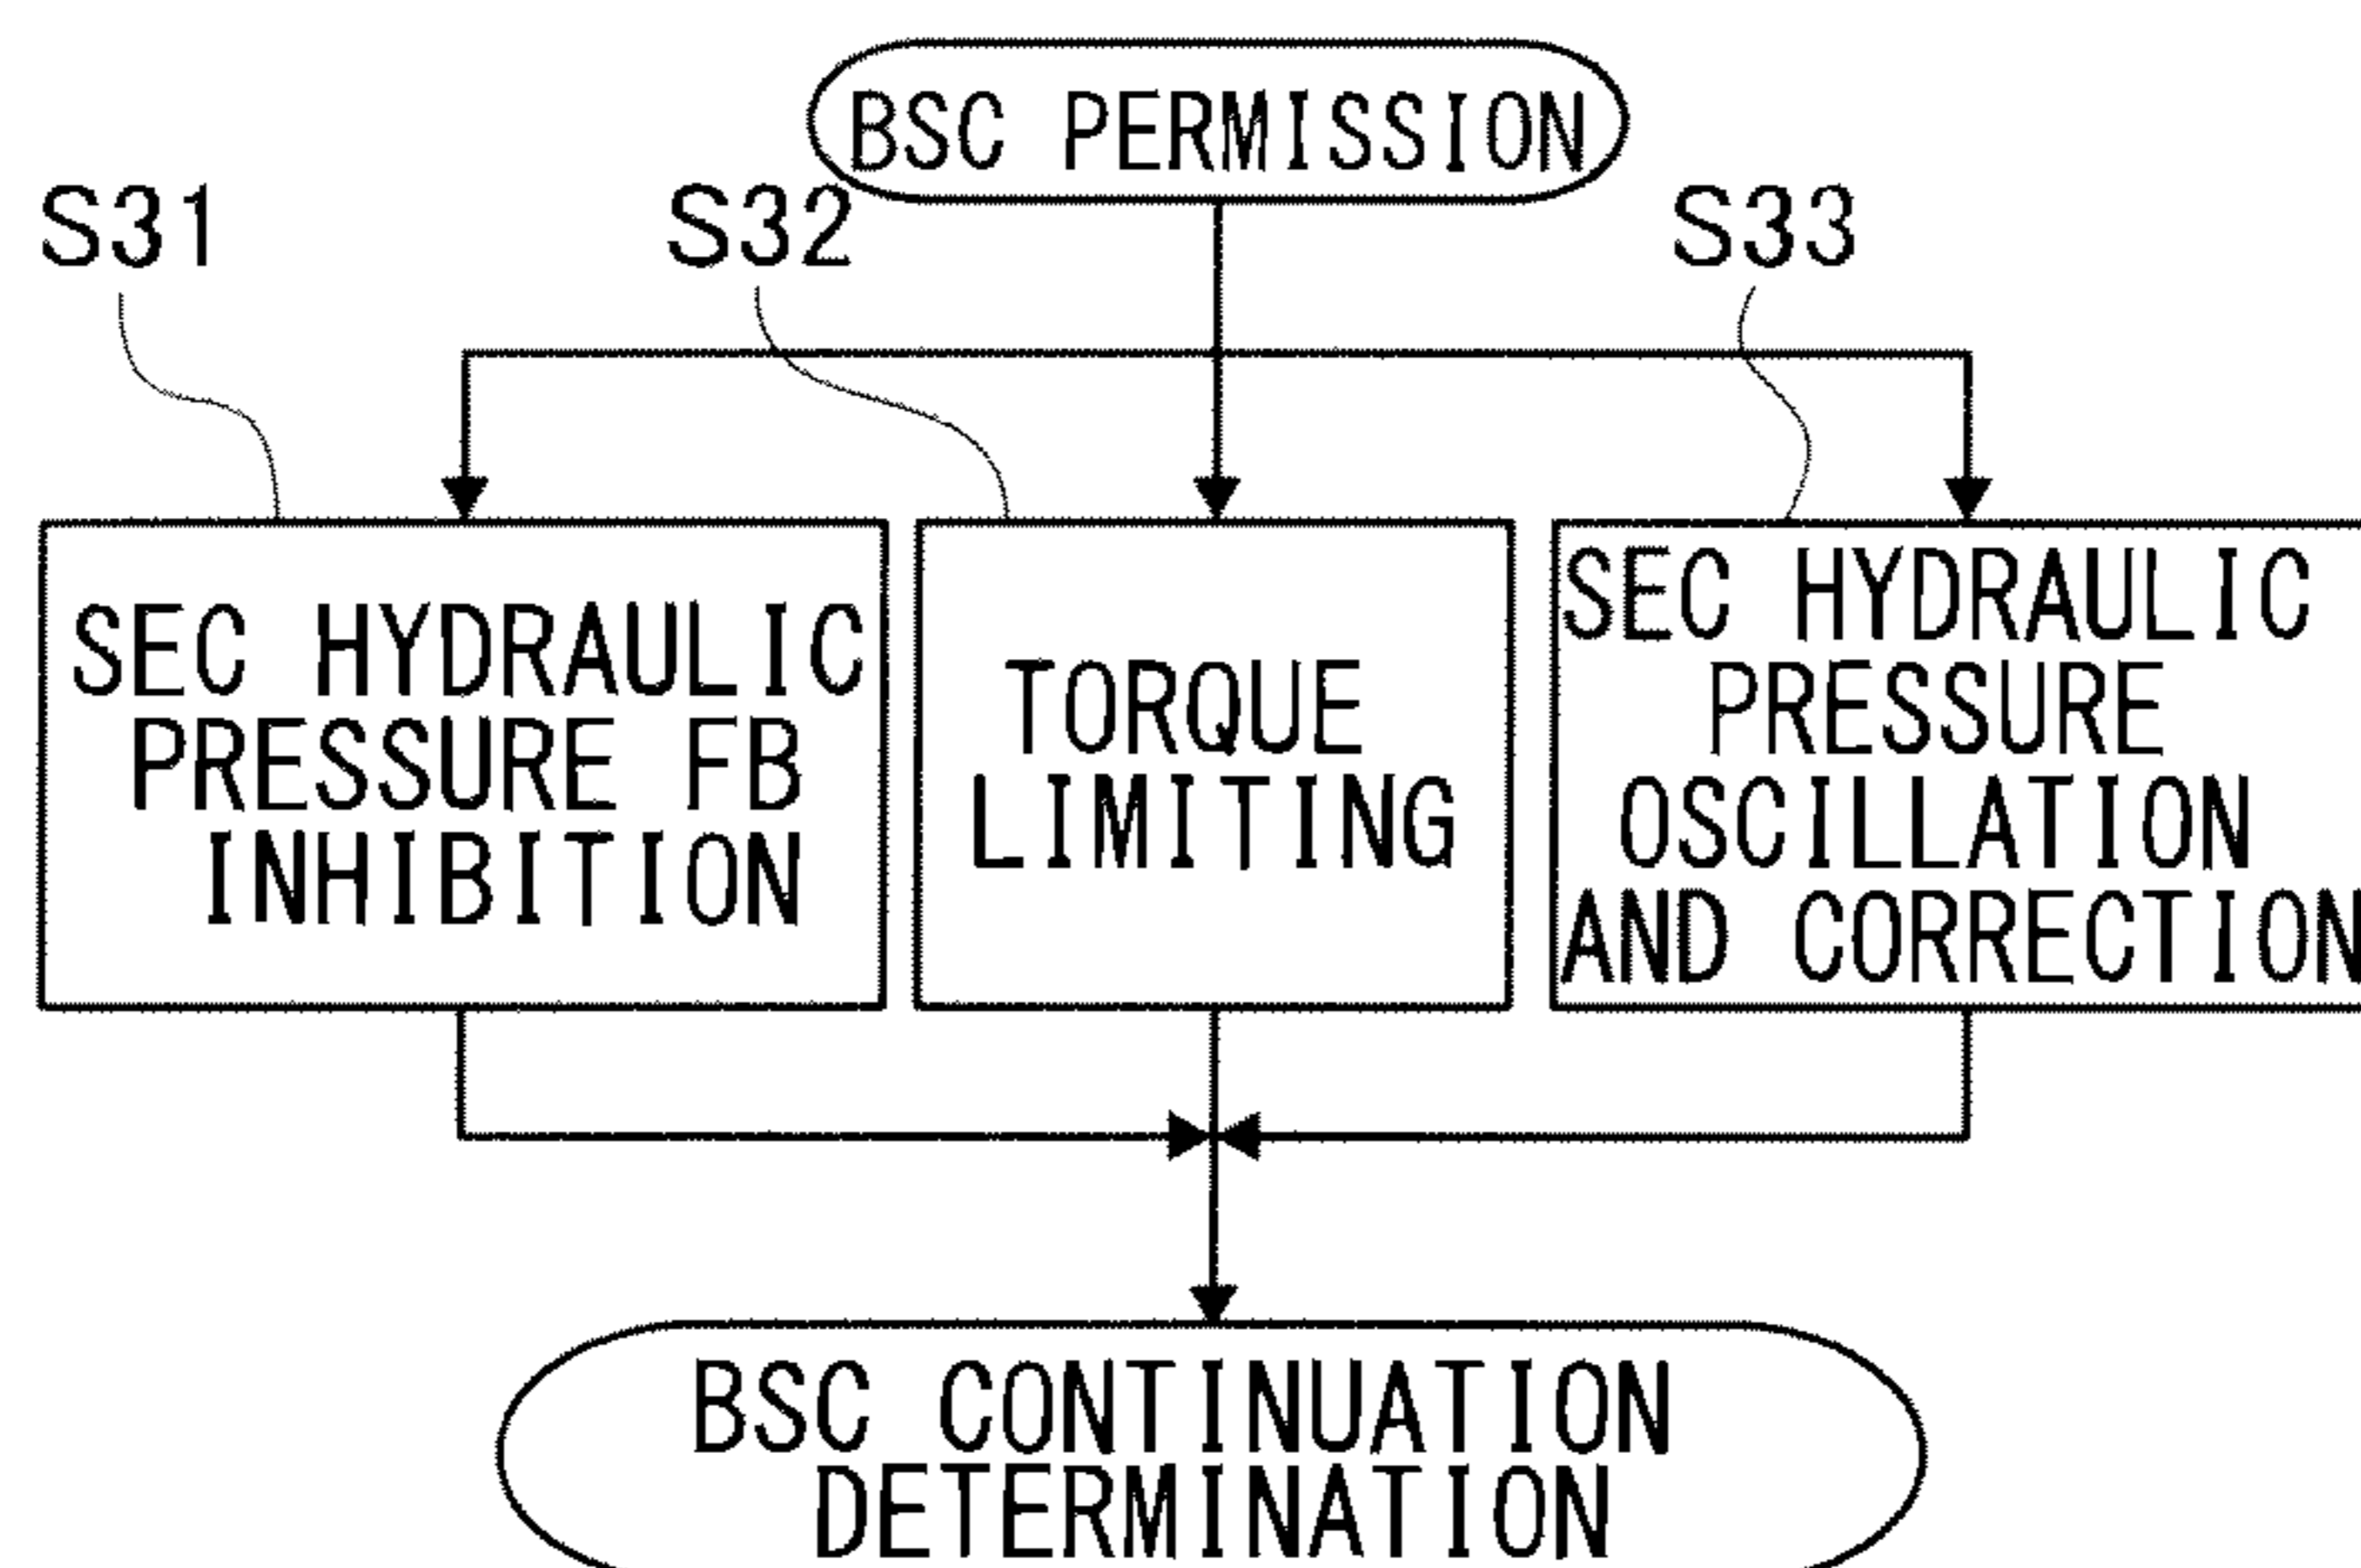 BSC PERMISSION
S31
S32
S33
SEC HYDRAULIC
PRESSURE FB
INHIBITION
TORQUE
LIMITING
SEC HYDRAULIC
PRESSURE
OSCILLATION
AND CORRECTION
BSC CONTINUATION
DETERMINATION